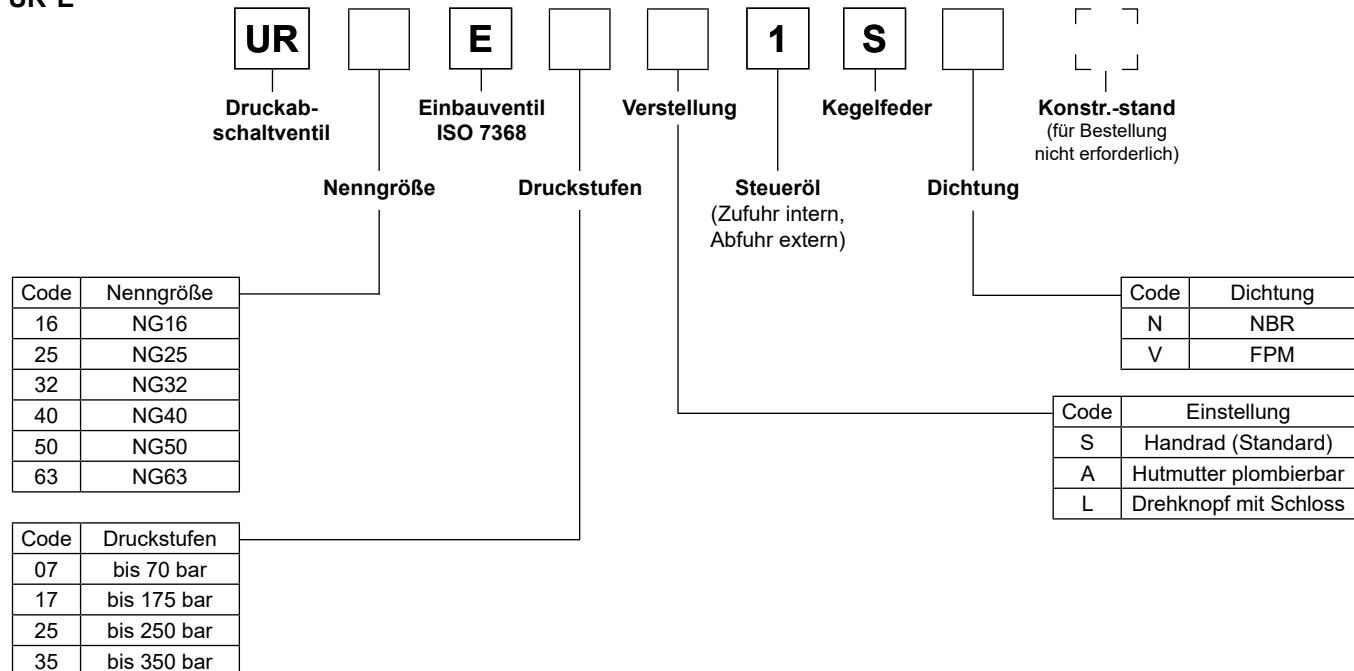 UR E 1 S
Druckab-
schaltventil
Einbauventil
ISO 7368
Verstellung
Kegelfeder
Konstr.-stand
(für Bestellung
nicht erforderlich)
Nenngröße
Druckstufen
Steueröl
(Zufuhr intern,
Abfuhr extern)
Dichtung
Code Nenngröße
16 NG16
25 NG25
32 NG32
40 NG40
50 NG50
63 NG63
Code Druckstufen
07 bis 70 bar
17 bis 175 bar
25 bis 250 bar
35 bis 350 bar
Code Dichtung
N NBR
V FPM
Code Einstellung
S Handrad (Standard)
A Hutmutter plombierbar
L Drehknopf mit Schloss